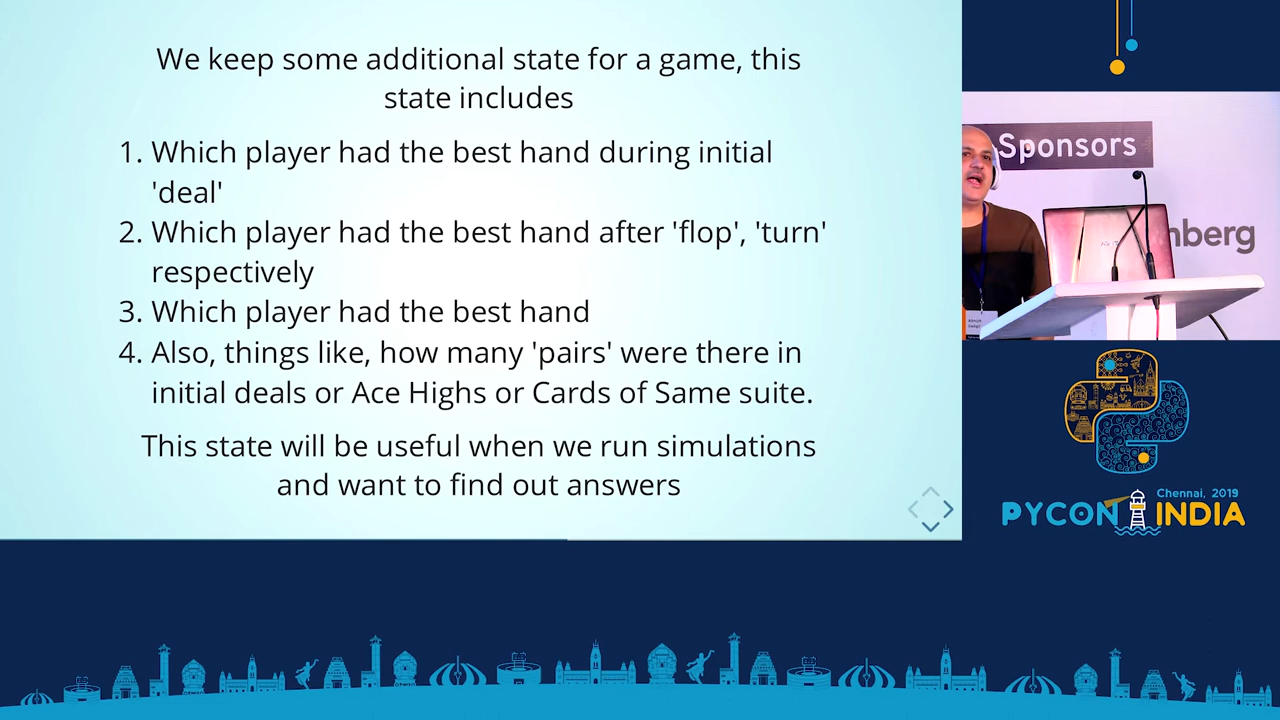 We keep some additional state for a game, this
state includes
1. Which player had the best hand during initial
'deal'
2. Which player had the best hand after 'flop', 'turn'
respectively
3. Which player had the best hand
4. Also, things like, how many 'pairs' were there in
initial deals or Ace Highs or Cards of Same suite.
This state will be useful when we run simulations
and want to find out answers
Sponsors
nberg
Chennai, 2019
PYCON INDIA